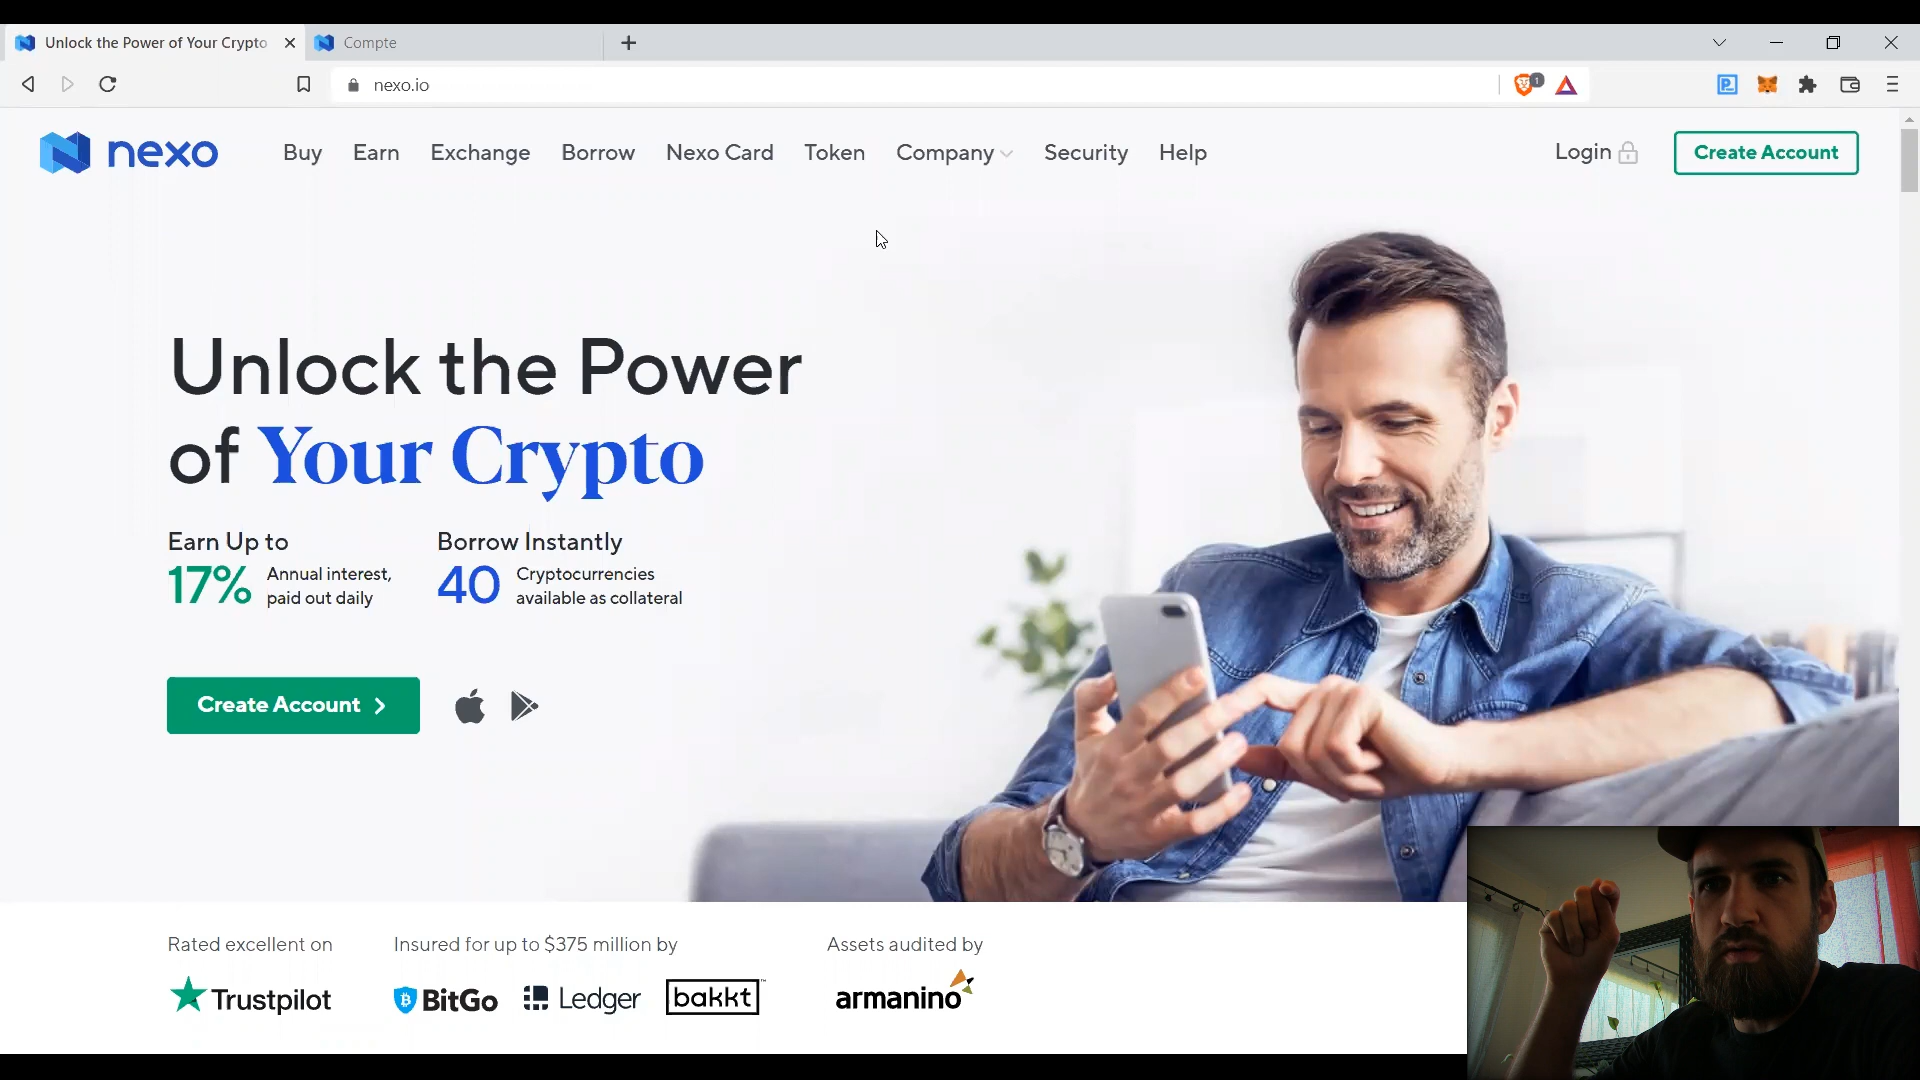 Unlock the Power of Your Crypto
Compte
nexo.io
1
nexo
Buy Earn Exchange Borrow Nexo Card Token Company Security Help
Login
Create Account
Unlock the Power
of Your Crypto
Earn Up to
17%
Annual interest,
paid out daily
Borrow Instantly
40
Cryptocurrencies
available as collateral
Create Account
Rated excellent on
Trustpilot
Insured for up to $375 million by
BitGo
Ledger
bakkt
Assets audited by
armanino